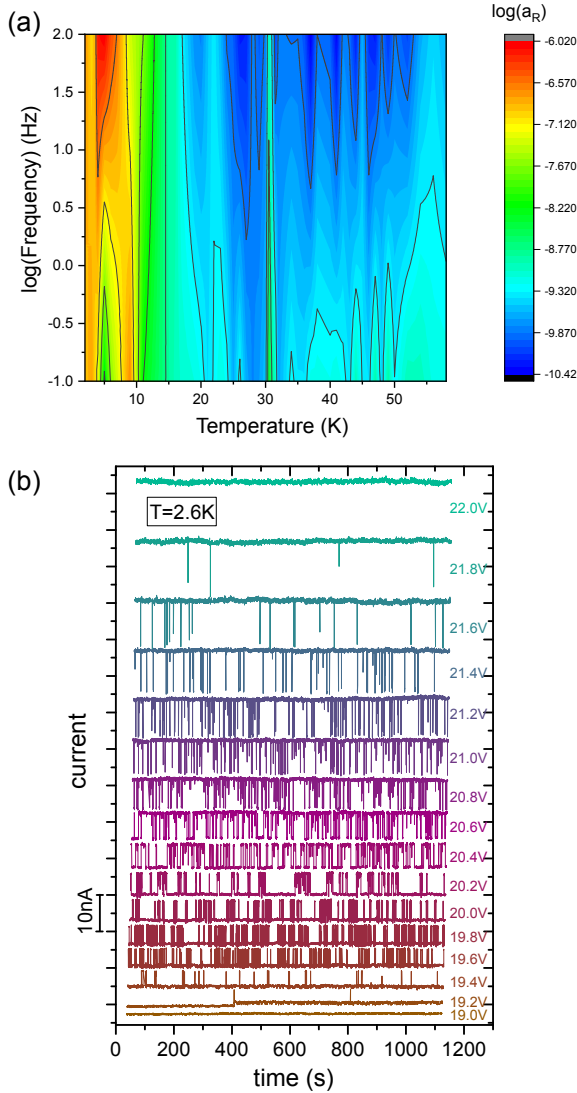 (a)
log(a_R)
2.0
1.5
1.0
0.5
0.0
-0.5
-1.0
log(Frequency) (Hz)
10 20 30 40 50
Temperature (K)
-6.020
-6.570
-7.120
-7.670
-8.220
-8.770
-9.320
-9.870
-10.42
(b)
T=2.6K
22.0V
21.8V
21.6V
21.4V
21.2V
21.0V
20.8V
20.6V
20.4V
20.2V
20.0V
19.8V
19.6V
19.4V
19.2V
19.0V
current
10nA
0 200 400 600 800 1000 1200
time (s)